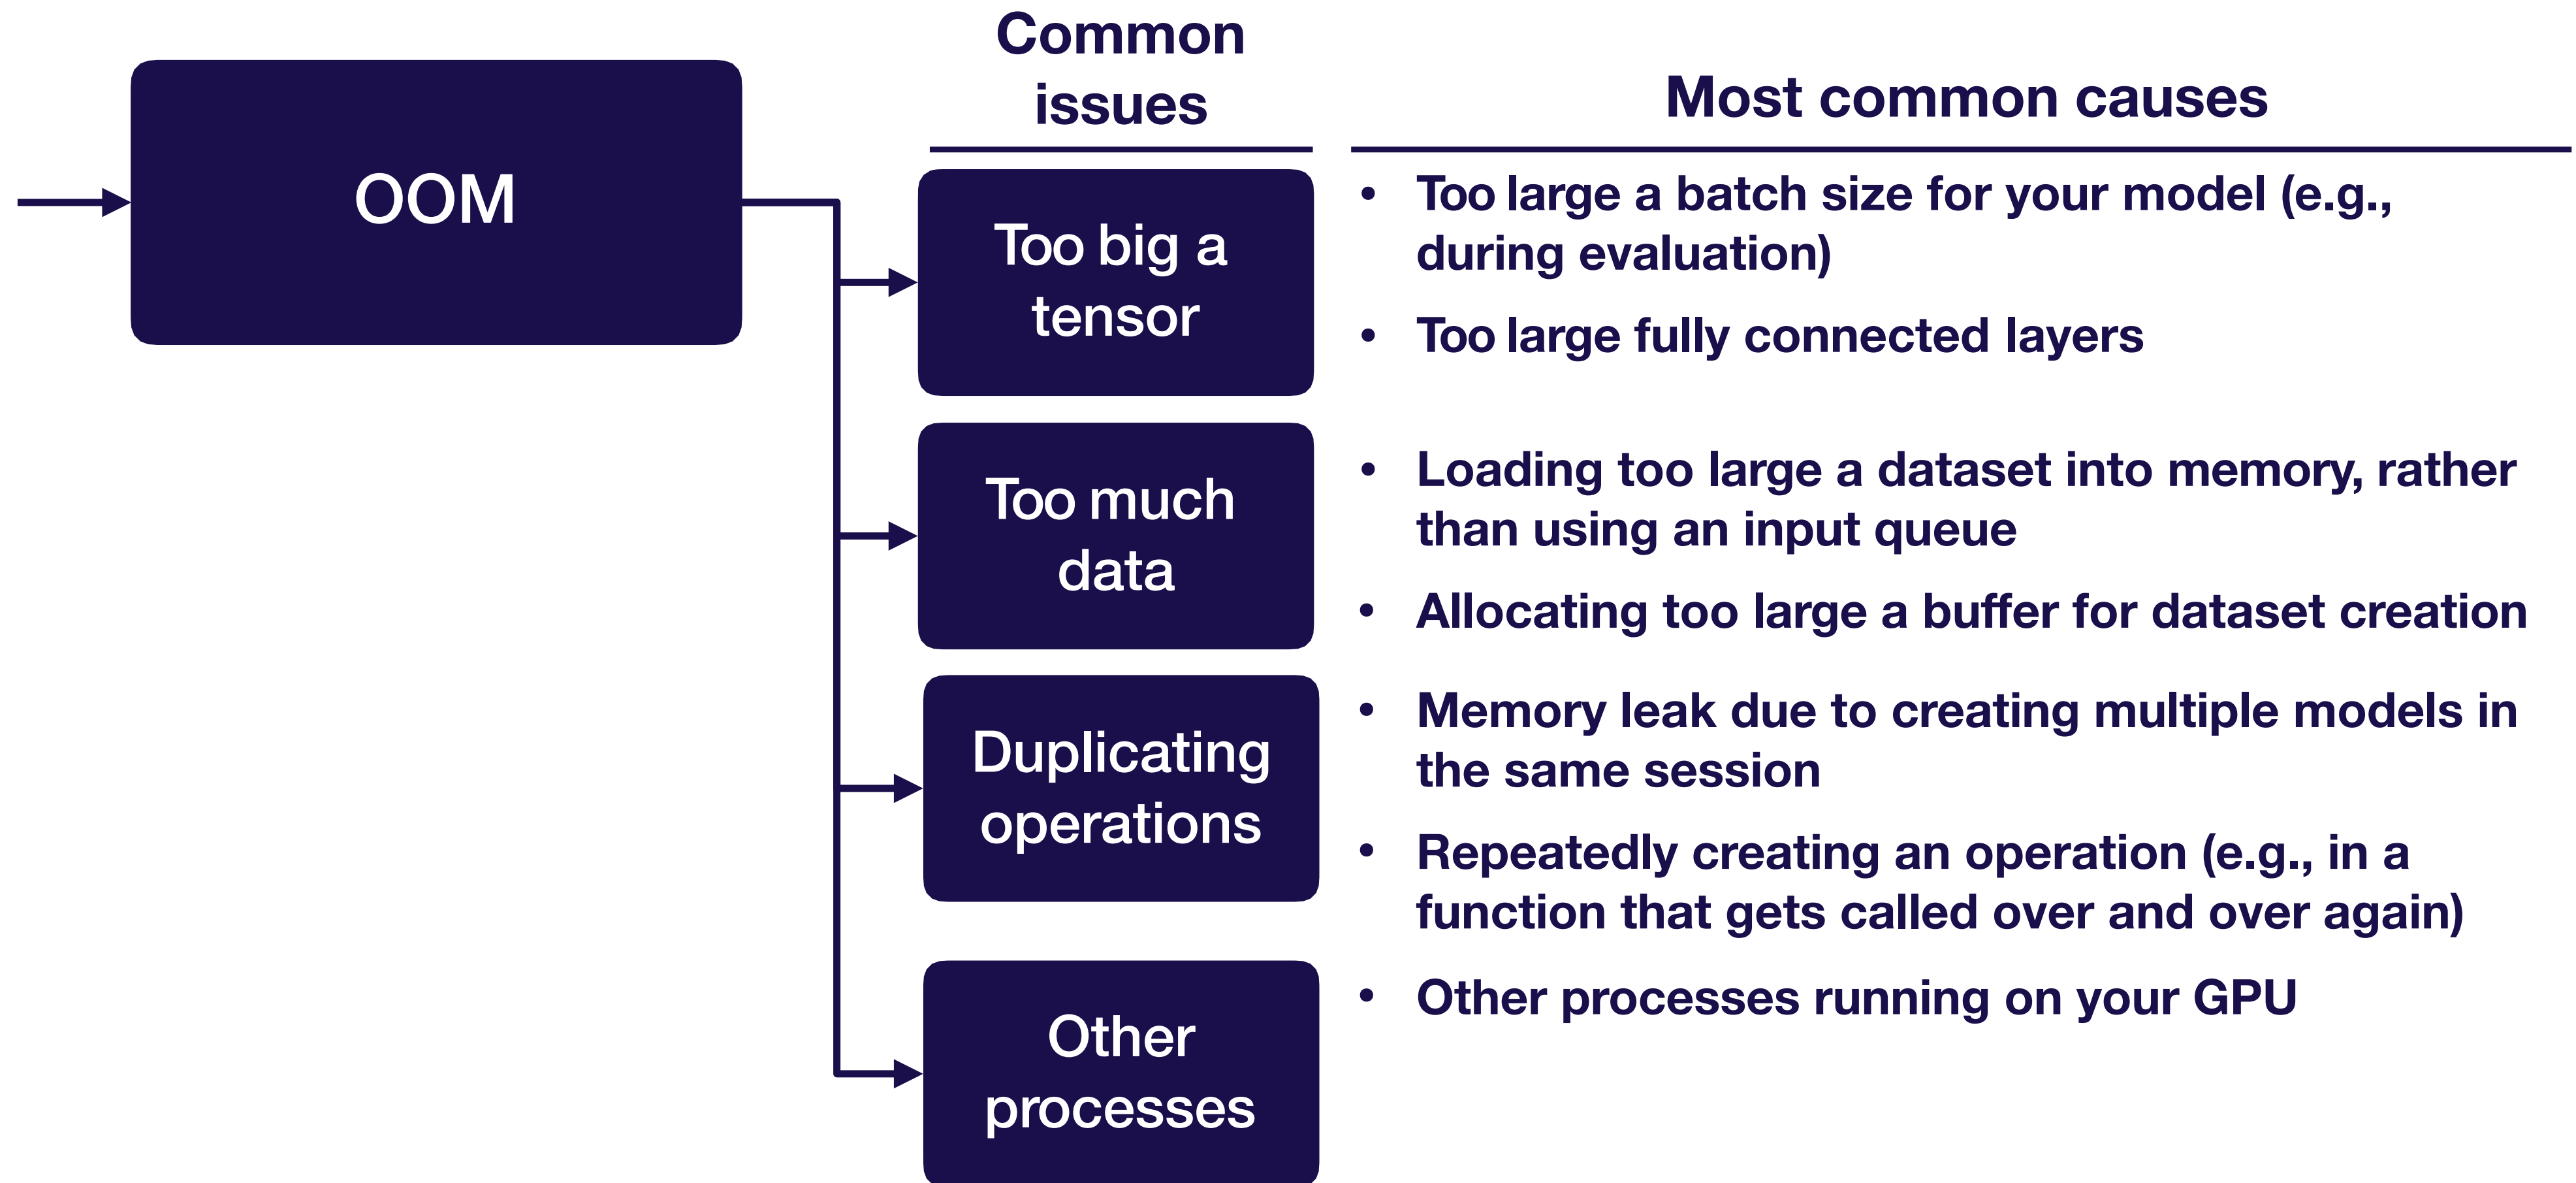 Common
issues
Most common causes
OOM
Too big a
tensor
• Too large a batch size for your model (e.g.,
during evaluation)
• Too large fully connected layers
Too much
data
• Loading too large a dataset into memory, rather
than using an input queue
• Allocating too large a buffer for dataset creation
Duplicating
operations
• Memory leak due to creating multiple models in
the same session
• Repeatedly creating an operation (e.g., in a
function that gets called over and over again)
Other
processes
• Other processes running on your GPU